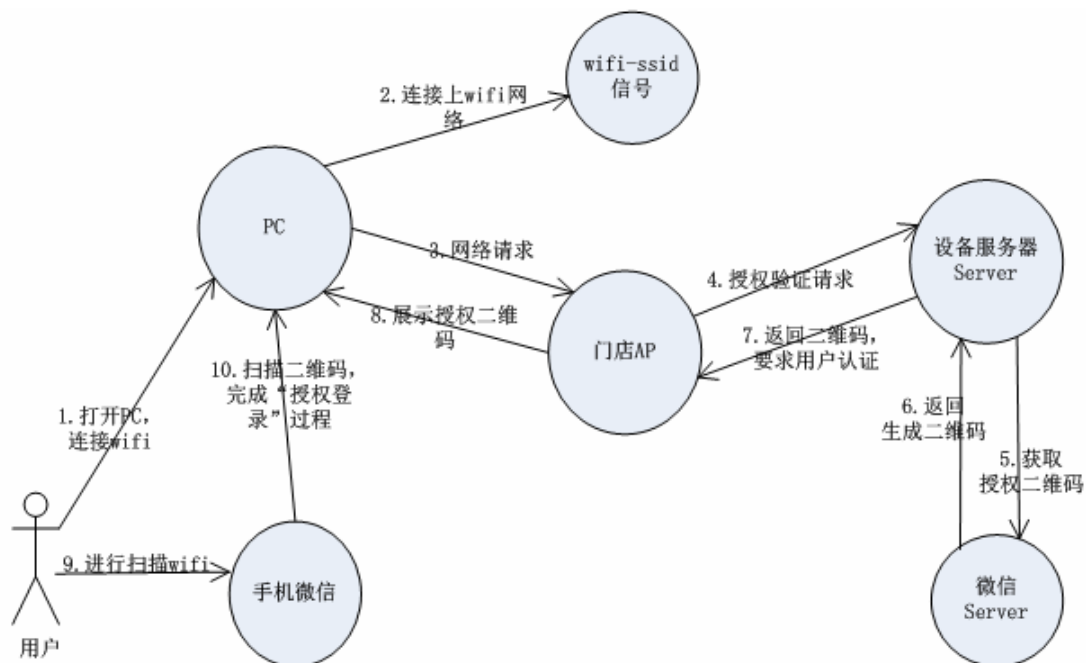 wifi-ssid
信号
2.连接上wifi网
络
PC
3.网络请求
设备服务器
Server
4.授权验证请求
8.展示授权二维
码
门店AP
7.返回二维码，
要求用户认证
10.扫描二维码，
完成“授权登
录”过程
1.打开PC，
连接wifi
6.返回
生成二维码
5.获取
授权二维码
9.进行扫描wifi
手机微信
微信
Server
用户